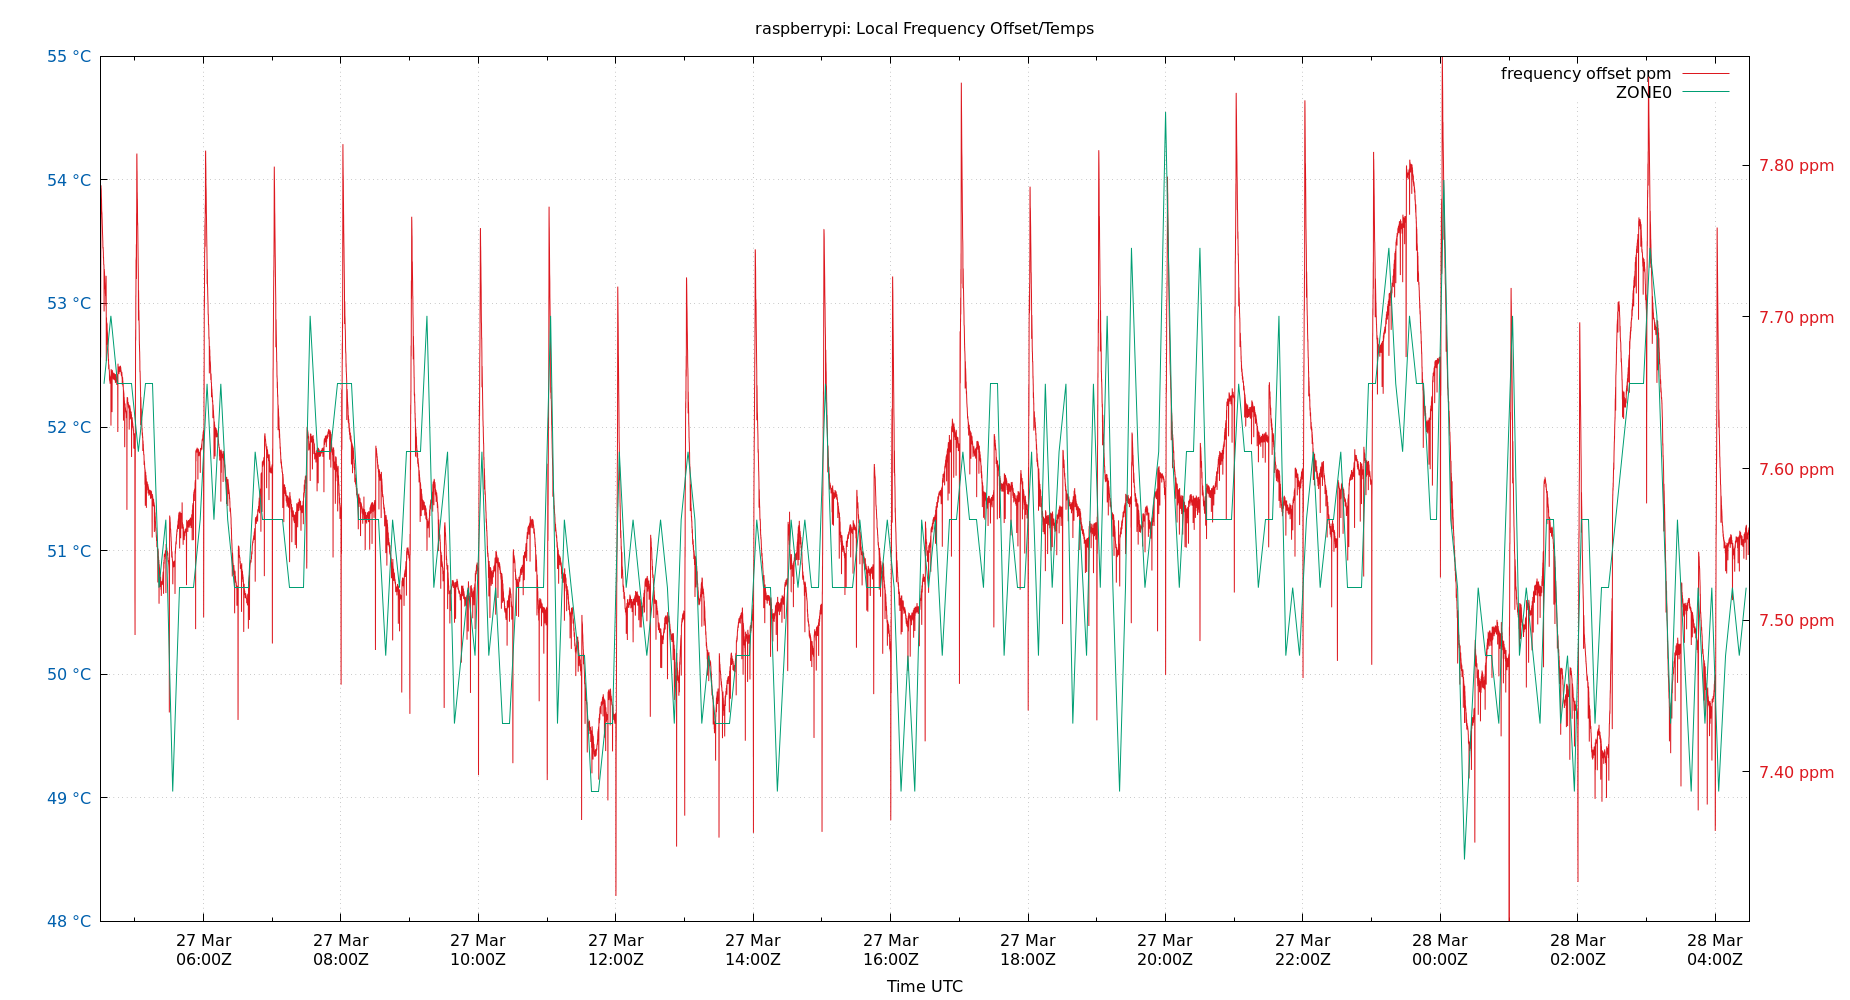 raspberrypi: Local Frequency Offset/Temps
frequency offset ppm
ZONE0
55 °C
54 °C
53 °C
52 °C
51 °C
50 °C
49 °C
48 °C
7.80 ppm
7.70 ppm
7.60 ppm
7.50 ppm
7.40 ppm
27 Mar
06:00Z
27 Mar
08:00Z
27 Mar
10:00Z
27 Mar
12:00Z
27 Mar
14:00Z
27 Mar
16:00Z
27 Mar
18:00Z
27 Mar
20:00Z
27 Mar
22:00Z
28 Mar
00:00Z
28 Mar
02:00Z
28 Mar
04:00Z
Time UTC